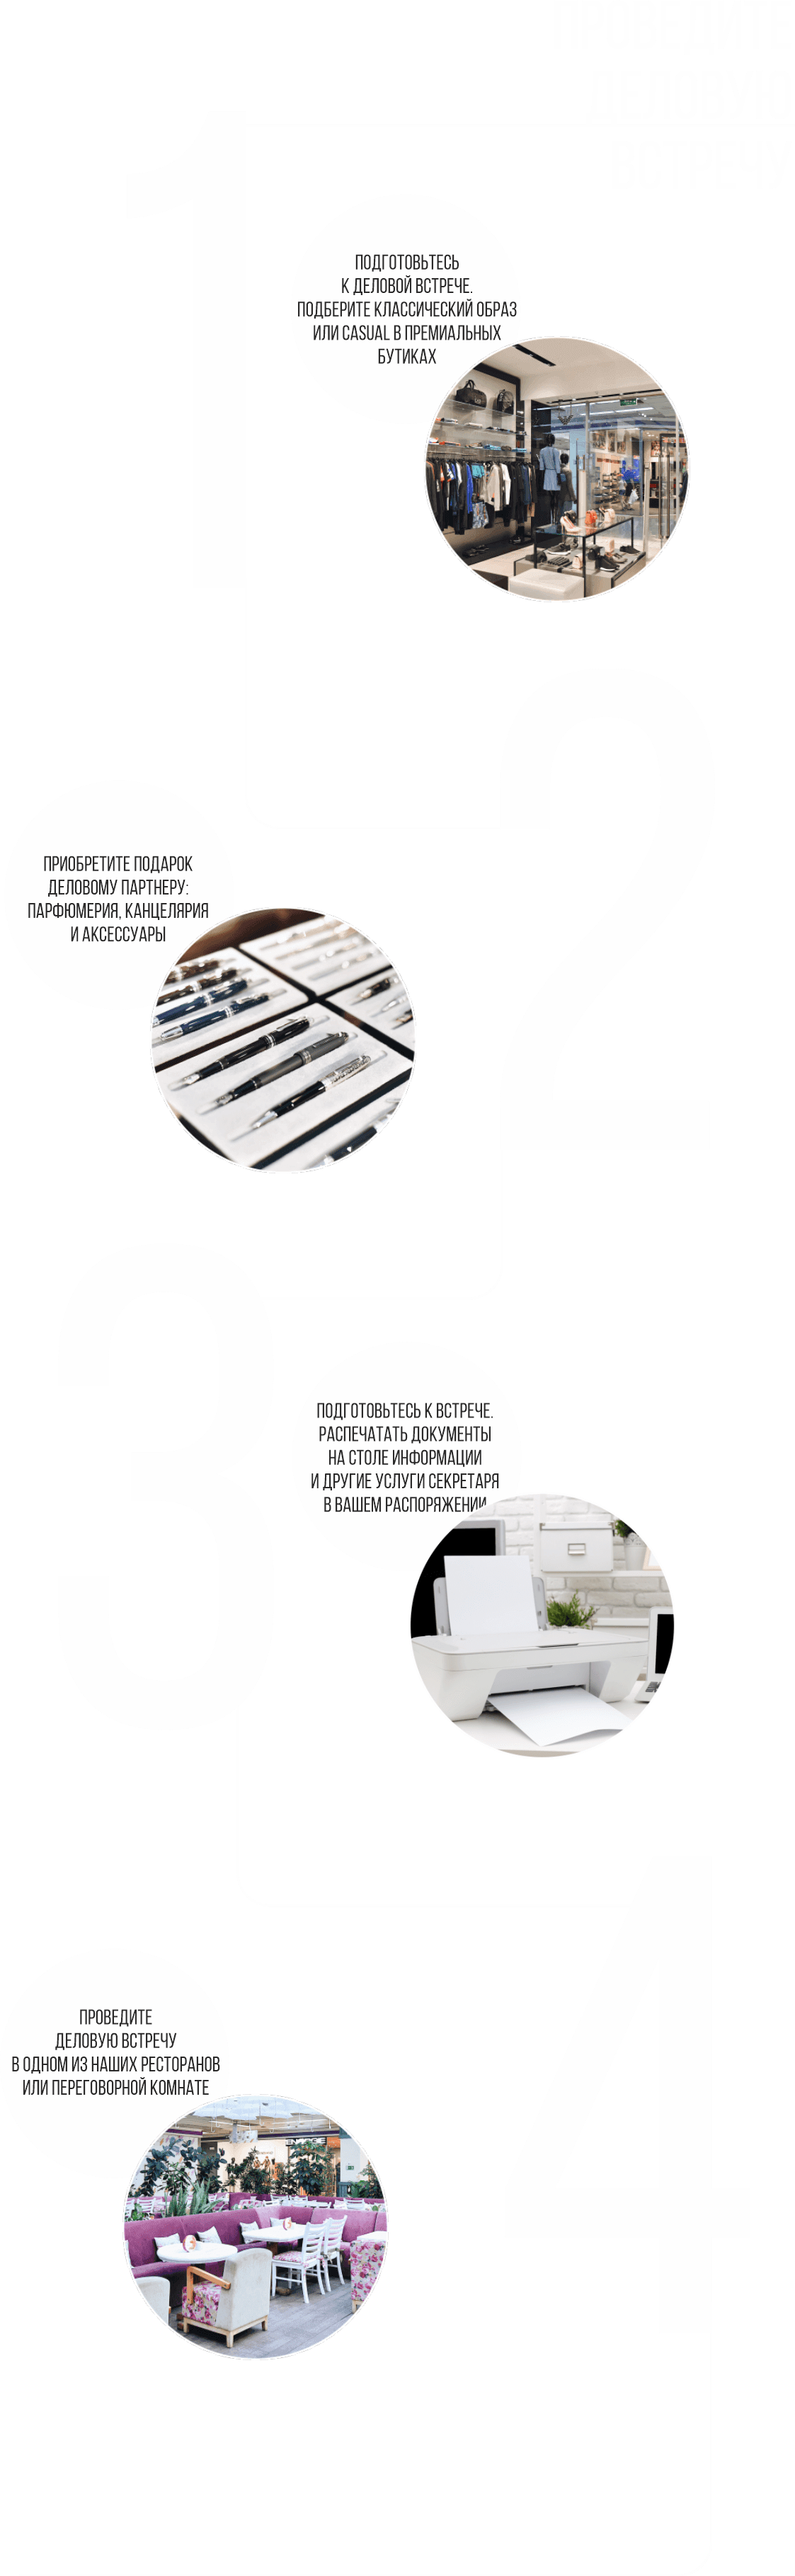 ПОДГОТОВЬТЕСЬ
К ДЕЛОВОЙ ВСТРЕЧЕ.
ПОДБЕРИТЕ КЛАССИЧЕСКИЙ ОБРАЗ
ИЛИ CASUAL В ПРЕМИАЛЬНЫХ
БУТИКАХ
ПРИОБРЕТИТЕ ПОДАРОК
ДЕЛОВОМУ ПАРТНЕРУ:
ПАРФЮМЕРИЯ, КАНЦЕЛЯРИЯ
И АКСЕССУАРЫ
ПОДГОТОВЬТЕСЬ К ВСТРЕЧЕ.
РАСПЕЧАТАТЬ ДОКУМЕНТЫ
НА СТОЛЕ ИНФОРМАЦИИ
И ДРУГИЕ УСЛУГИ СЕКРЕТАРЯ
В ВАШЕМ РАСПОРЯЖЕНИИ
ПРОВЕДИТЕ
ДЕЛОВУЮ ВСТРЕЧУ
В ОДНОМ ИЗ НАШИХ РЕСТОРАНОВ
ИЛИ ПЕРЕГОВОРНОЙ КОМНАТЕ